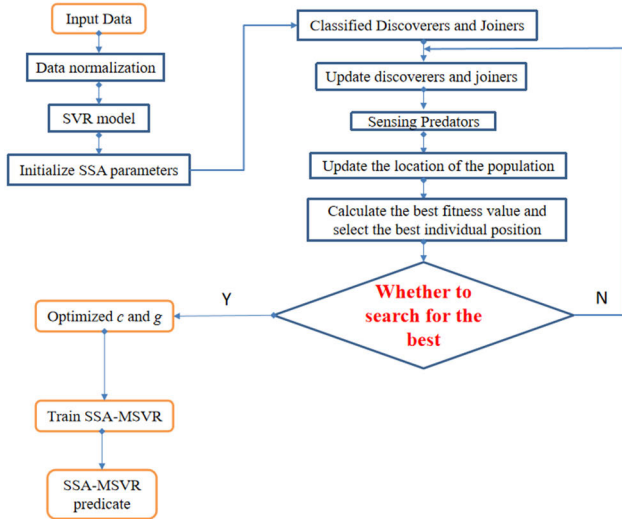 Input Data
Data normalization
SVR model
Initialize SSA parameters
Classified Discoverers and Joiners
Update discoverers and joiners
Sensing Predators
Update the location of the population
Calculate the best fitness value and
select the best individual position
Whether to
search for the
best
N
Y
Optimized c and g
Train SSA-MSVR
SSA-MSVR
predicate